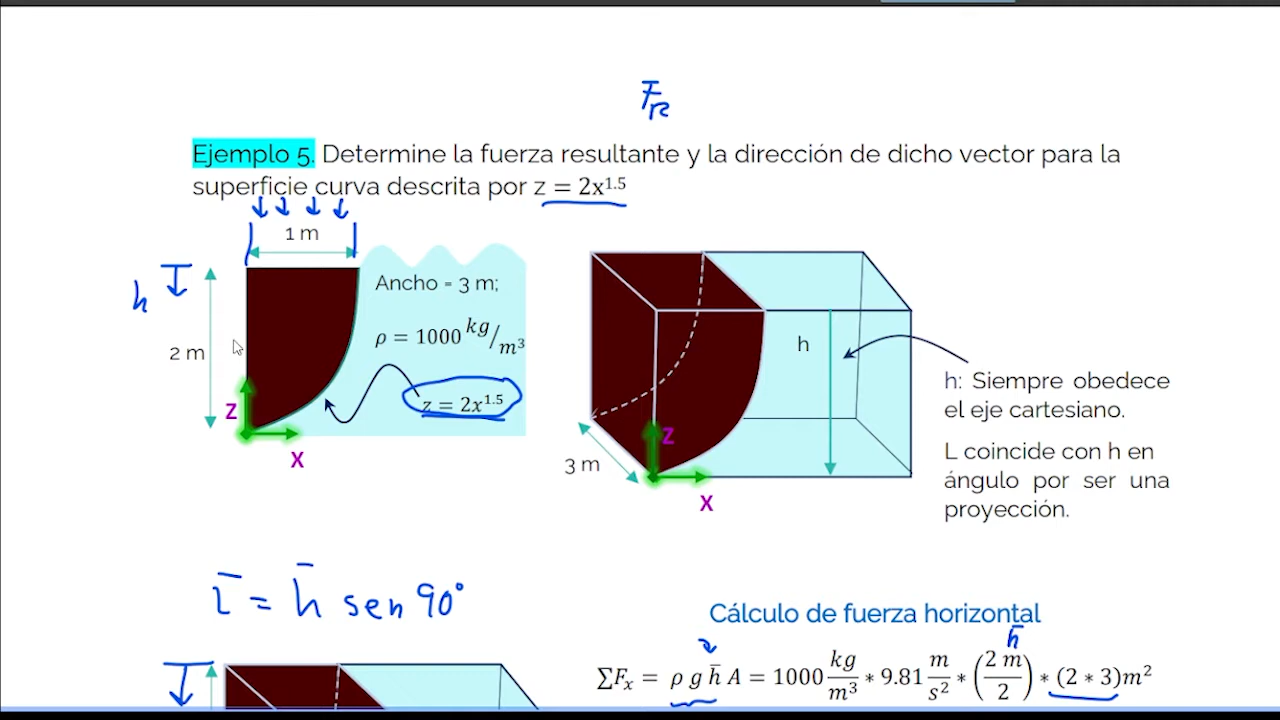 F_R
Ejemplo 5. Determine la fuerza resultante y la dirección de dicho vector para la
superficie curva descrita por z = 2x^1.5
1 m
h
2 m
Ancho = 3 m;
ρ = 1000 kg/m³
z = 2x^1.5
Z
X
h
3 m
Z
X
h: Siempre obedece
el eje cartesiano.
L coincide con h en
ángulo por ser una
proyección.
L̄ = h̄ sen 90°
Cálculo de fuerza horizontal
h̄
∑Fₓ = ρ g h̄ A = 1000 kg/m³ * 9.81 m/s² * (2 m/2) * (2 * 3)m²